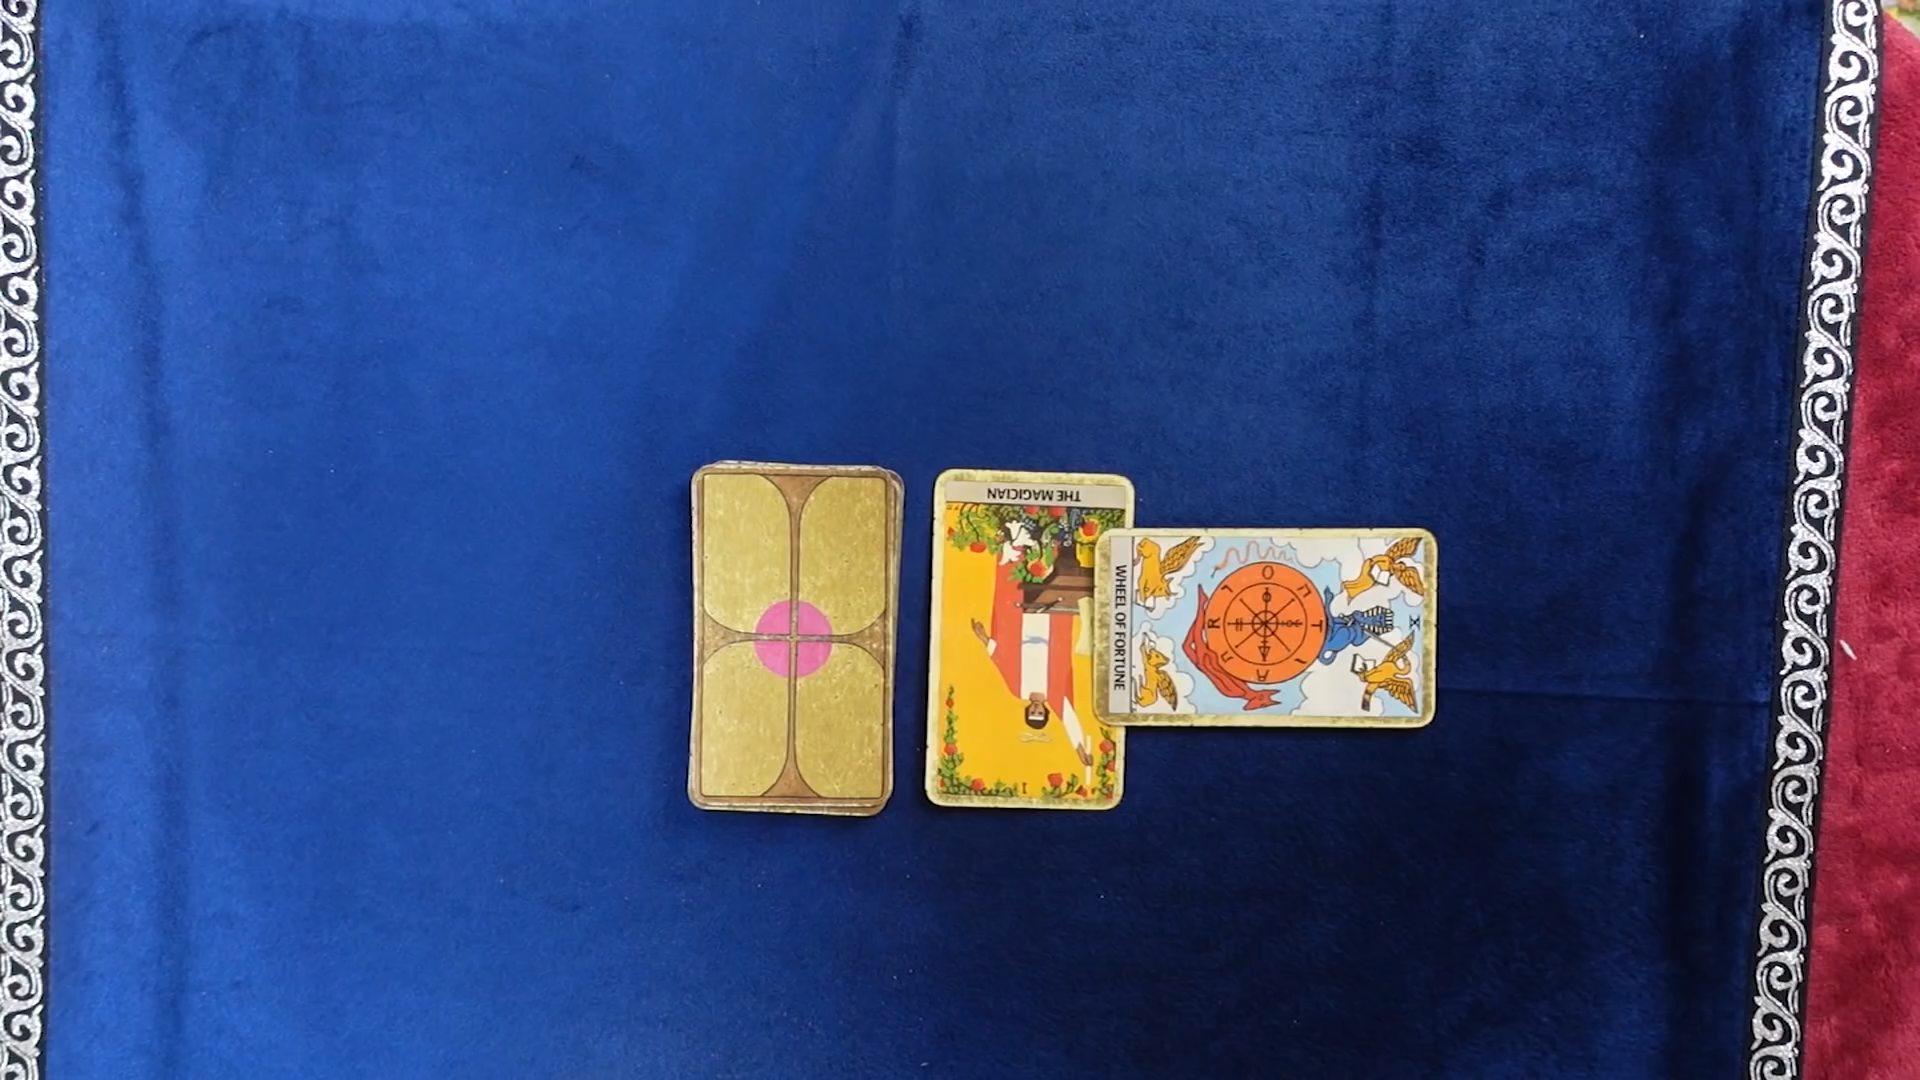 THE MAGICIAN
I
WHEEL OF FORTUNE
X
T
A
R
O